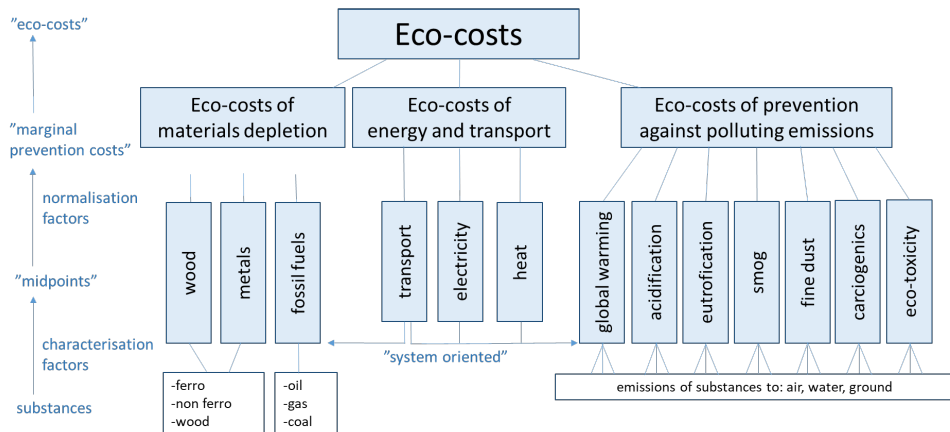 ”eco-costs”
Eco-costs
Eco-costs of
materials depletion
Eco-costs of
energy and transport
Eco-costs of prevention
against polluting emissions
”marginal
prevention costs”
normalisation
factors
wood
metals
fossil fuels
transport
electricity
heat
global warming
acidification
eutrofication
smog
fine dust
carciogenics
eco-toxicity
”midpoints”
characterisation
factors
”system oriented”
substances
-ferro
-non ferro
-wood
-oil
-gas
-coal
emissions of substances to: air, water, ground